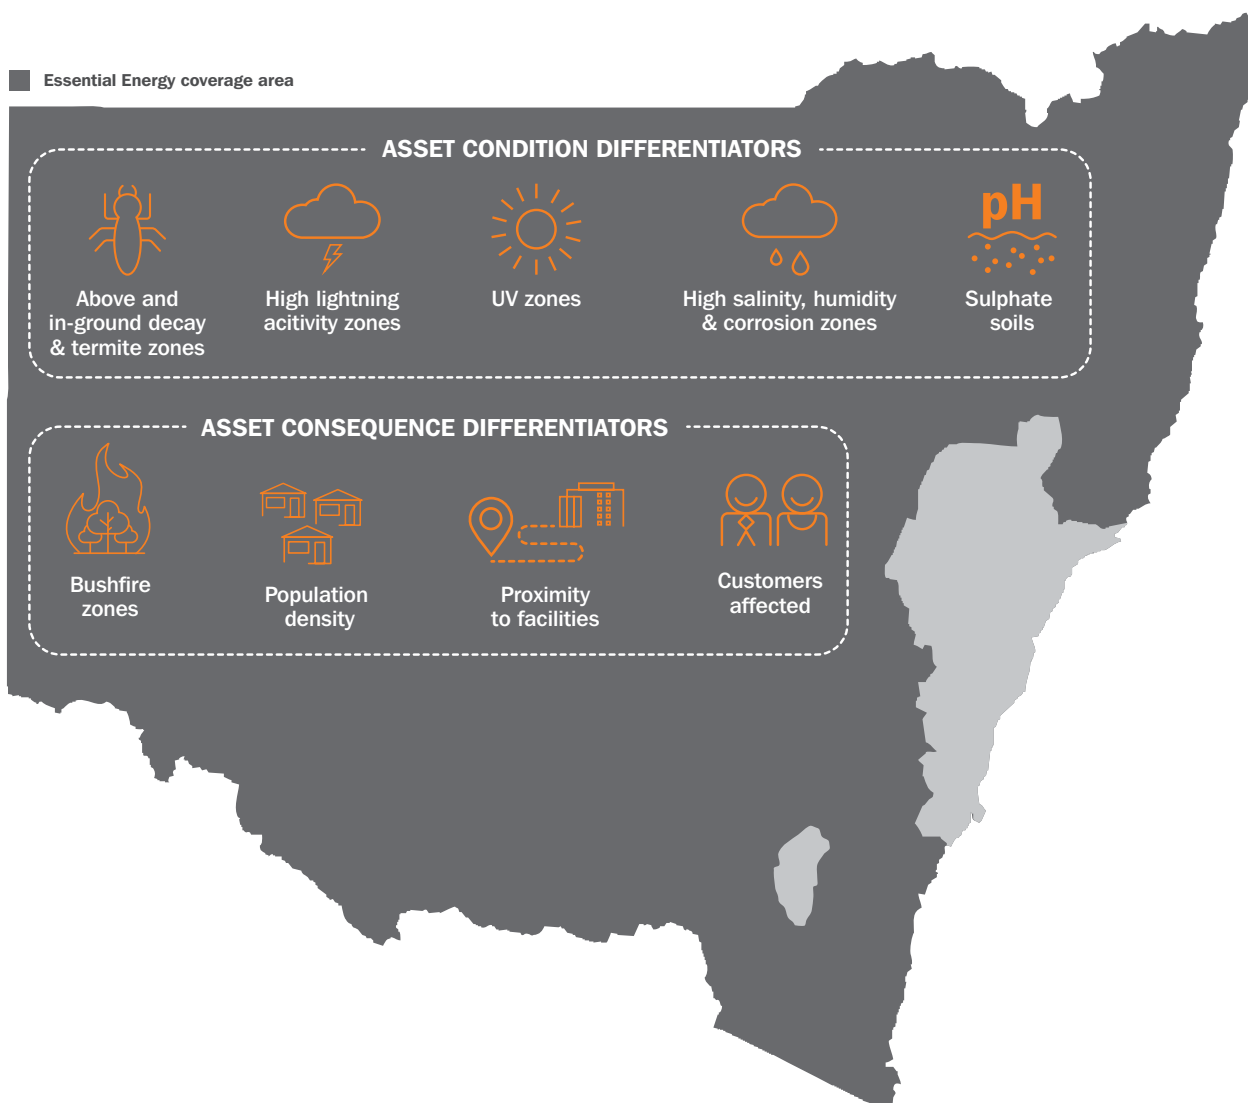 Essential Energy coverage area
ASSET CONDITION DIFFERENTIATORS
Above and
in-ground decay
& termite zones
High lightning
acitivity zones
UV zones
High salinity, humidity
& corrosion zones
pH
Sulphate
soils
ASSET CONSEQUENCE DIFFERENTIATORS
Bushfire
zones
Population
density
Proximity
to facilities
Customers
affected